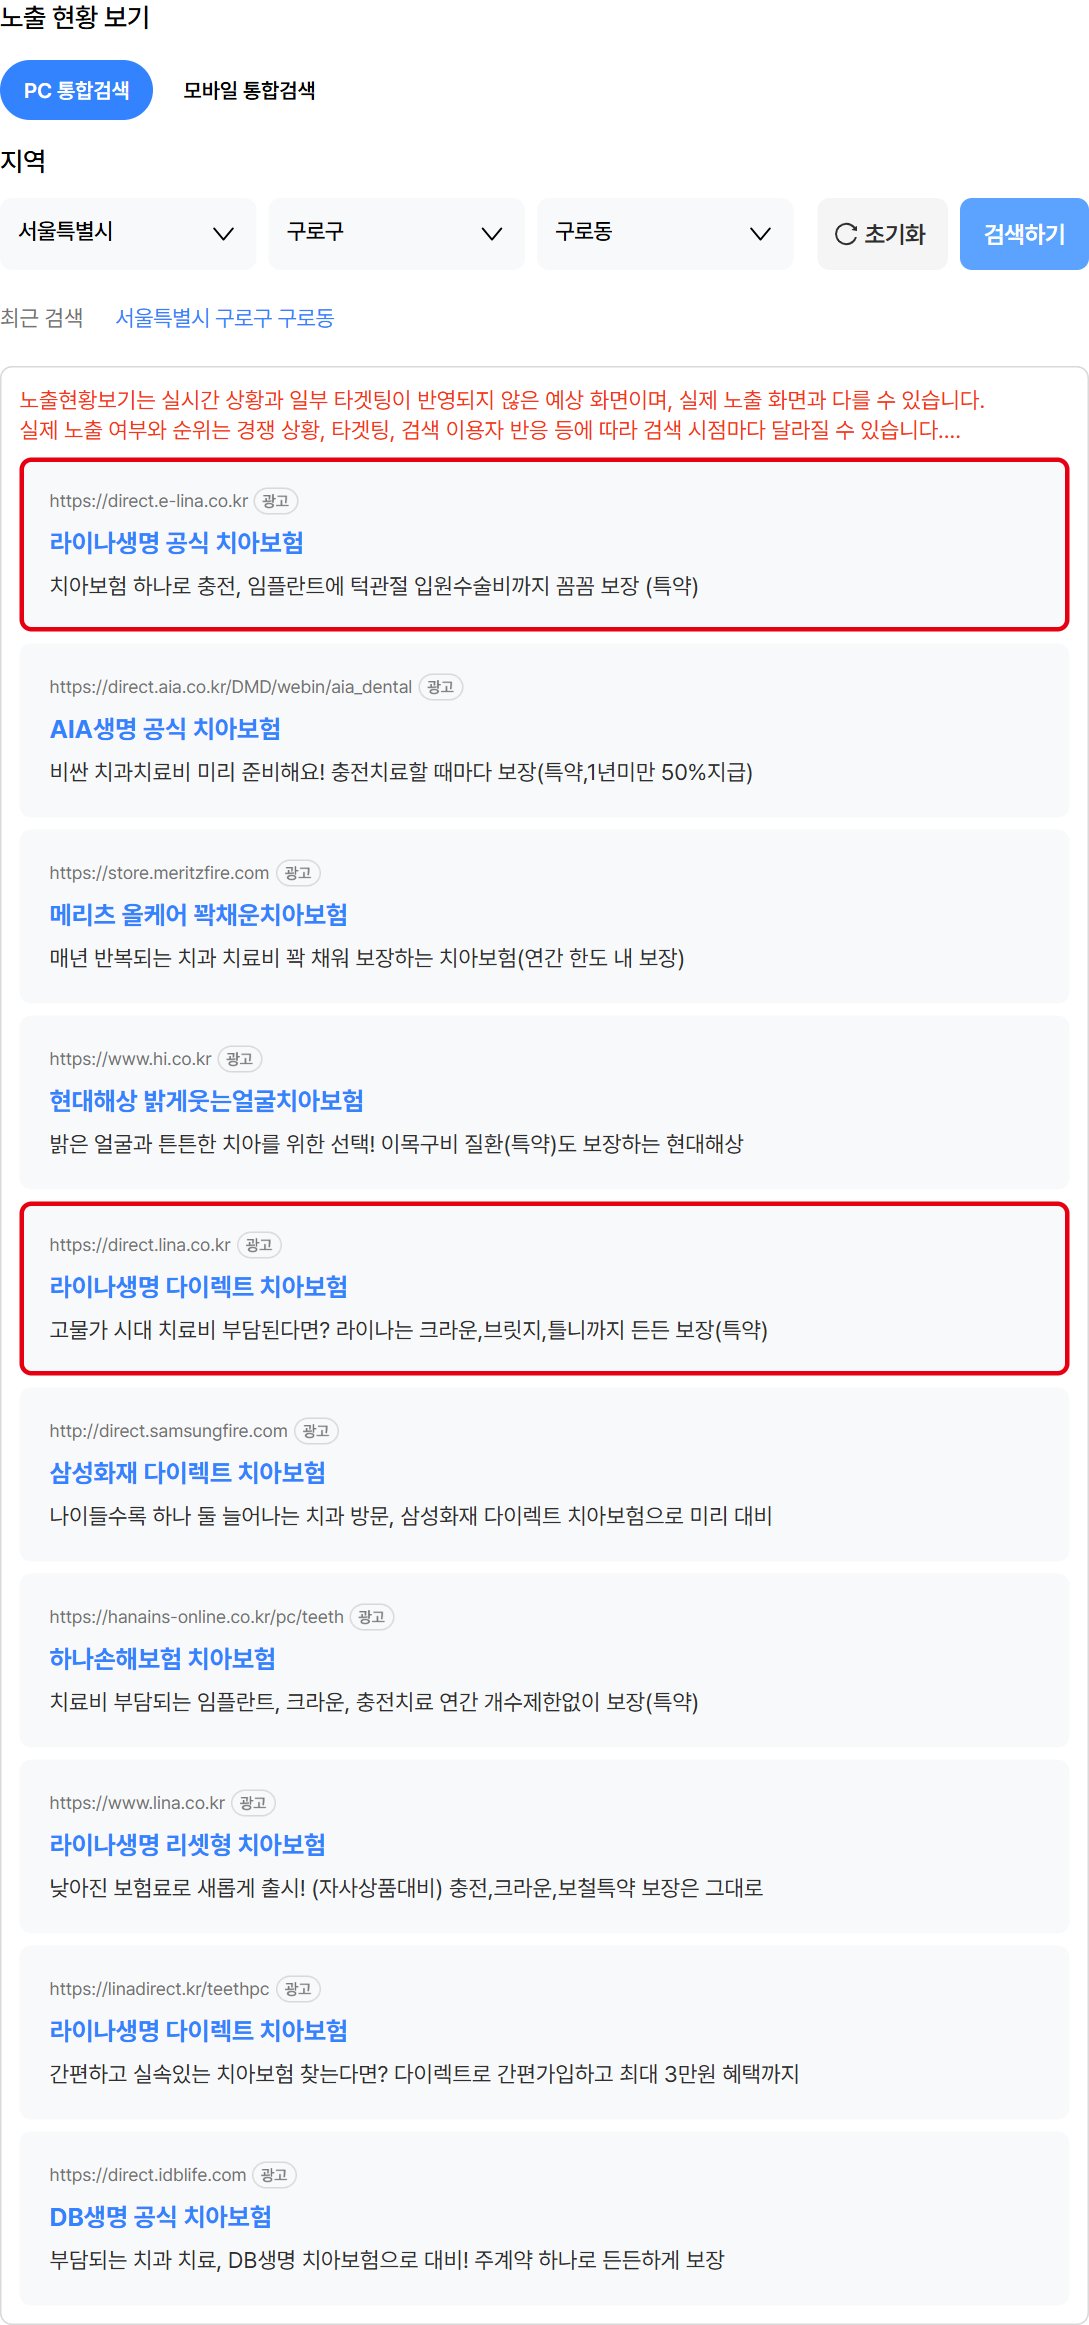 노출 현황 보기
PC 통합검색 모바일 통합검색
지역
서울특별시 구로구 구로동 초기화 검색하기
최근 검색 서울특별시 구로구 구로동
노출현황보기는 실시간 상황과 일부 타겟팅이 반영되지 않은 예상 화면이며, 실제 노출 화면과 다를 수 있습니다.
실제 노출 여부와 순위는 경쟁 상황, 타겟팅, 검색 이용자 반응 등에 따라 검색 시점마다 달라질 수 있습니다....
https://direct.e-lina.co.kr 광고
라이나생명 공식 치아보험
치아보험 하나로 충전, 임플란트에 턱관절 입원수술비까지 꼼꼼 보장 (특약)
https://direct.aia.co.kr/DMD/webin/aia_dental 광고
AIA생명 공식 치아보험
비싼 치과치료비 미리 준비해요! 충전치료할 때마다 보장(특약,1년미만 50%지급)
https://store.meritzfire.com 광고
메리츠 올케어 꽉채운치아보험
매년 반복되는 치과 치료비 꽉 채워 보장하는 치아보험(연간 한도 내 보장)
https://www.hi.co.kr 광고
현대해상 밝게웃는얼굴치아보험
밝은 얼굴과 튼튼한 치아를 위한 선택! 이목구비 질환(특약)도 보장하는 현대해상
https://direct.lina.co.kr 광고
라이나생명 다이렉트 치아보험
고물가 시대 치료비 부담된다면? 라이나는 크라운,브릿지,틀니까지 든든 보장(특약)
http://direct.samsungfire.com 광고
삼성화재 다이렉트 치아보험
나이들수록 하나 둘 늘어나는 치과 방문, 삼성화재 다이렉트 치아보험으로 미리 대비
https://hanains-online.co.kr/pc/teeth 광고
하나손해보험 치아보험
치료비 부담되는 임플란트, 크라운, 충전치료 연간 개수제한없이 보장(특약)
https://www.lina.co.kr 광고
라이나생명 리셋형 치아보험
낮아진 보험료로 새롭게 출시! (자사상품대비) 충전,크라운,보철특약 보장은 그대로
https://linadirect.kr/teethpc 광고
라이나생명 다이렉트 치아보험
간편하고 실속있는 치아보험 찾는다면? 다이렉트로 간편가입하고 최대 3만원 혜택까지
https://direct.idblife.com 광고
DB생명 공식 치아보험
부담되는 치과 치료, DB생명 치아보험으로 대비! 주계약 하나로 든든하게 보장